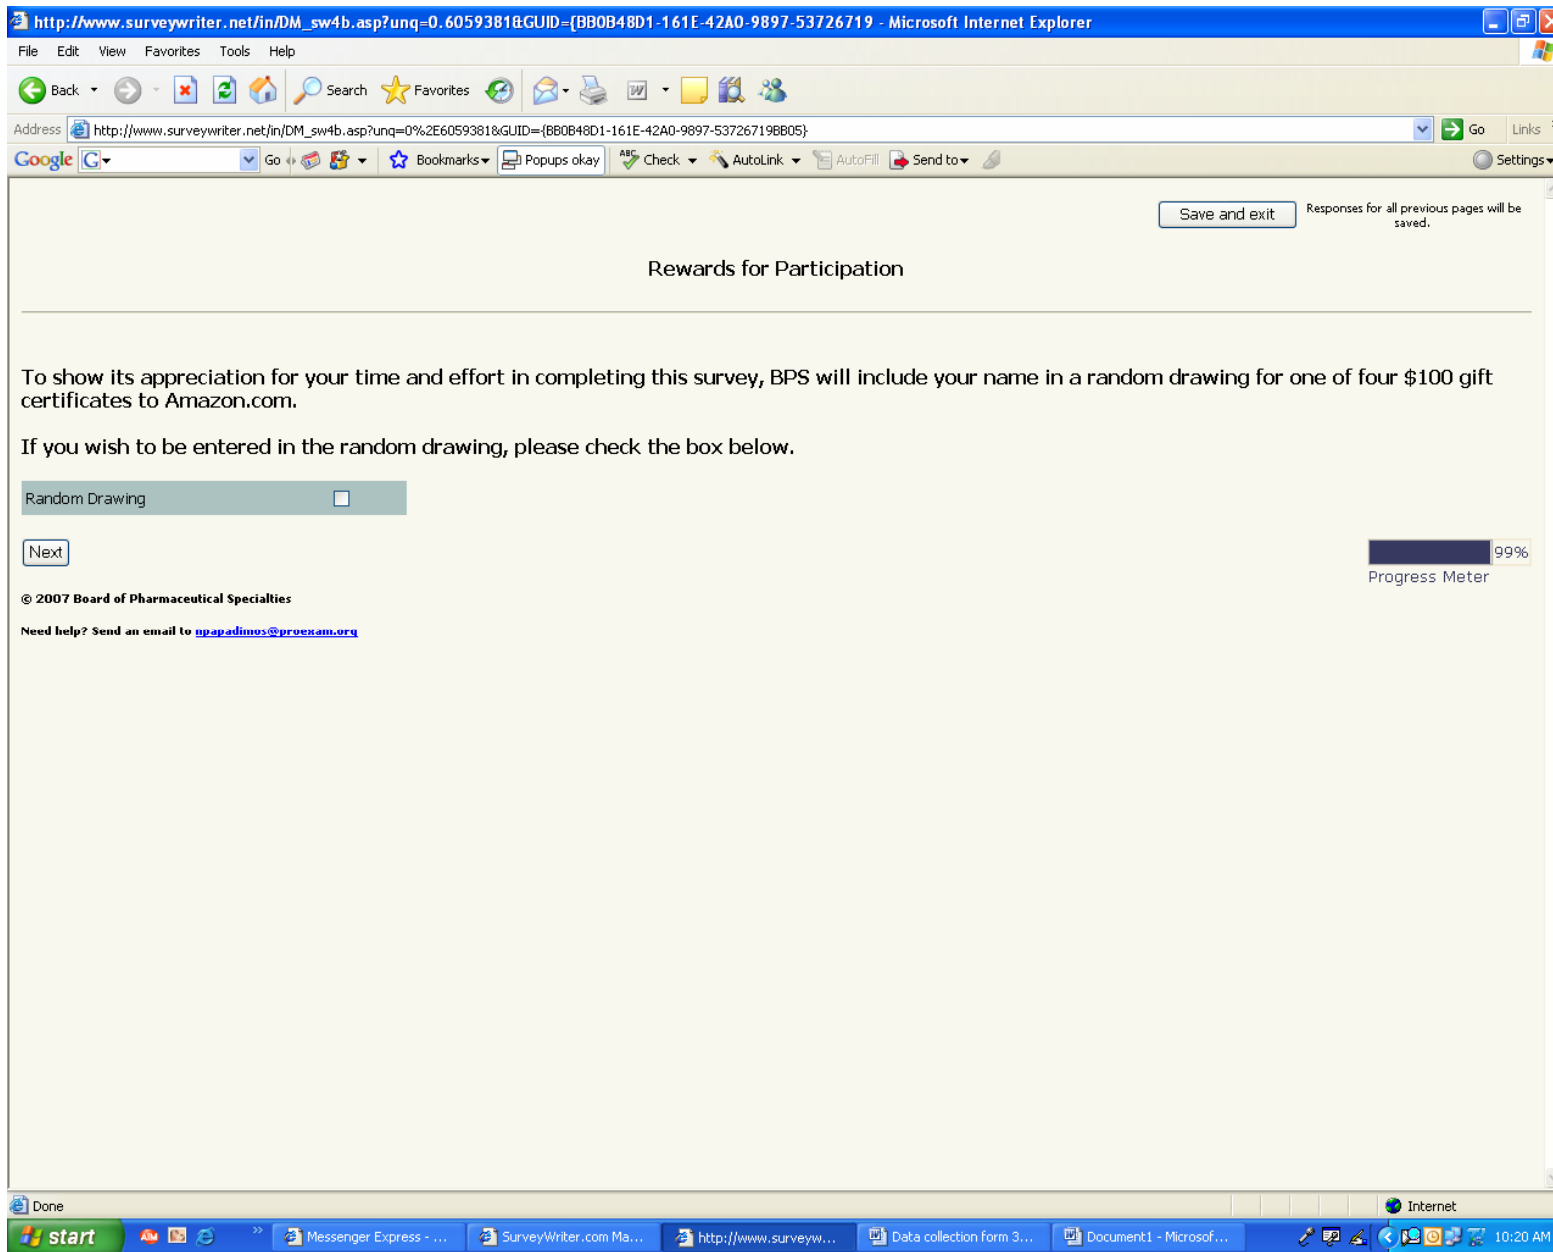 http://www.surveywriter.net/in/DM_sw4b.asp?unq=0.6059381&GUID={BB0B48D1-161E-42A0-9897-53726719 - Microsoft Internet Explorer
File Edit View Favorites Tools Help
Back Search Favorites
Address http://www.surveywriter.net/in/DM_sw4b.asp?unq=0%2E6059381&GUID={BB0B48D1-161E-42A0-9897-53726719BB05} Go Links
Google G Go Bookmarks Popups okay ABC Check AutoLink AutoFill Send to Settings
Save and exit Responses for all previous pages will be
saved.
Rewards for Participation
To show its appreciation for your time and effort in completing this survey, BPS will include your name in a random drawing for one of four $100 gift
certificates to Amazon.com.
If you wish to be entered in the random drawing, please check the box below.
Random Drawing
Next 99%
Progress Meter
© 2007 Board of Pharmaceutical Specialties
Need help? Send an email to npapadimos@proexam.org
Done Internet
start Messenger Express - ... SurveyWriter.com Ma... http://www.surveyw... Data collection form 3... Document1 - Microsof... 10:20 AM